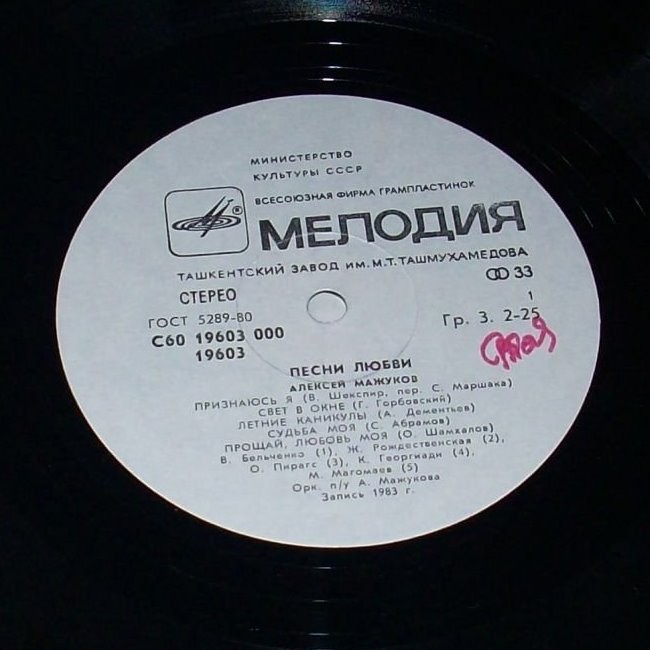 МИНИСТЕРСТВО
КУЛЬТУРЫ СССР
ВСЕСОЮЗНАЯ ФИРМА ГРАМПЛАСТИНОК
МЕЛОДИЯ
ТАШКЕНТСКИЙ ЗАВОД ИМ. М.Т. ТАШМУХАМЕДОВА
СТЕРЕО
33
ГОСТ 5289-80
1
С60 19603 000
Гр. 3. 2-25
19603
ПЕСНИ ЛЮБВИ
АЛЕКСЕЙ МАЖУКОВ
ПРИЗНАЮСЬ Я (В. Шекспир, пер. С. Маршака)
СВЕТ В ОКНЕ (Г. Горбовский)
ЛЕТНИЕ КАНИКУЛЫ (А. Дементьев)
СУДЬБА МОЯ (С. Абрамов)
ПРОЩАЙ, ЛЮБОВЬ МОЯ (О. Шамхалов)
В. Бельченко (1), Ж. Рождественская (2),
О. Пирагс (3), К. Георгиади (4),
М. Магомаев (5)
Орк. п/у А. Мажукова
Запись 1983 г.